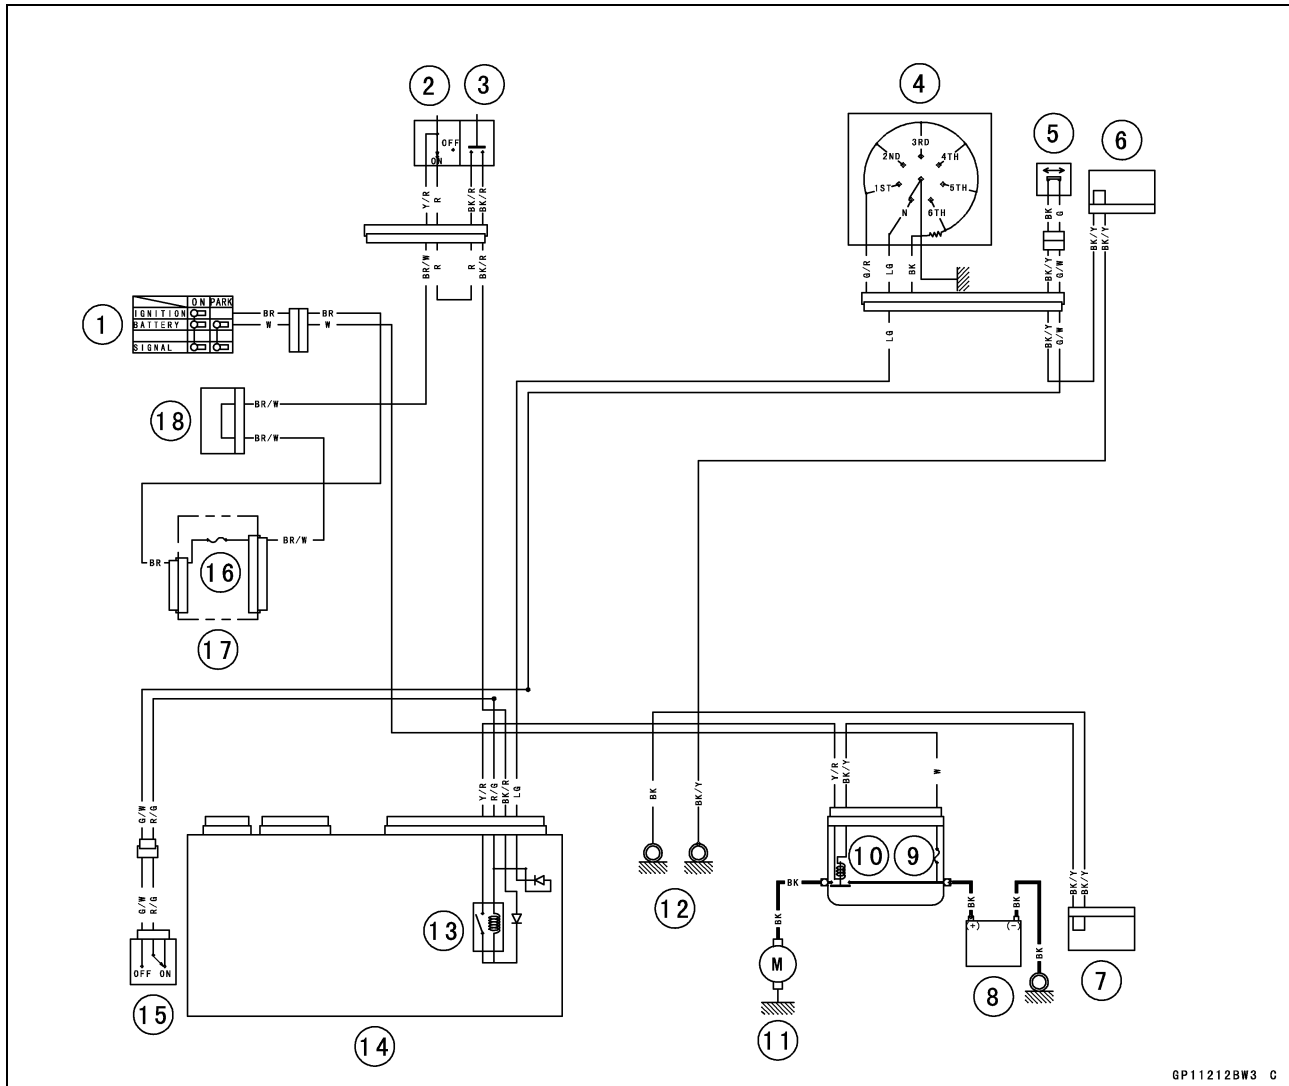 2
3
OFF
ON
Y/R
R
BK/R
BK/R
BR/W
R
R
BK/R
4
3RD
2ND
4TH
1ST
5TH
N
6TH
G/R
LG
BK
LG
5
BK
G
BK/Y
G/W
BK/Y
G/W
6
BK/Y
BK/Y
1
ON PARK
IGNITION
BATTERY
SIGNAL
BR
W
BR
W
18
BR/W
BR/W
BR
16
BR/W
17
G/W
R/G
G/W
R/G
OFF ON
15
Y/R
R/G
BK/R
LG
13
14
BK
BK/Y
12
Y/R
BK/Y
W
10
9
BK
BK
M
11
BK
BK
(+)
(-)
BK
8
BK/Y
BK/Y
7
GP11212BW3 C